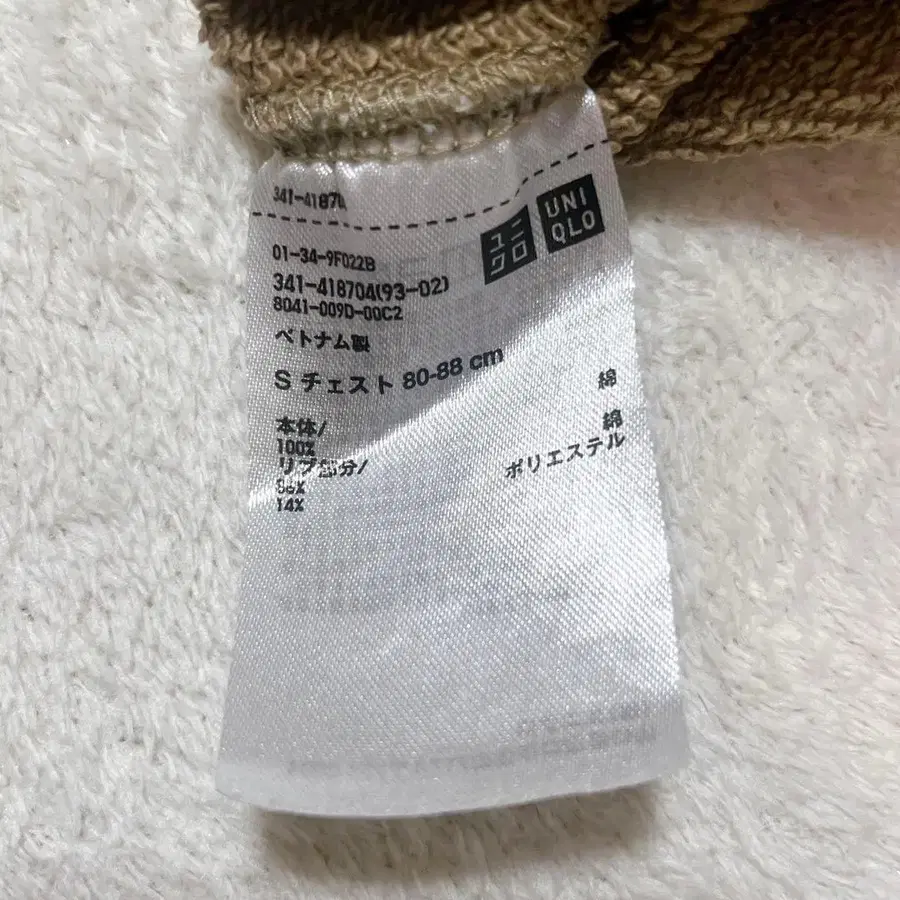 341-41870
ユニクロ
UNIQLO
01-34-9F022B
341-418704(93-02)
8041-009D-00C2
ベトナム製
S チェスト 80-88 cm
本体/ 綿
100%
リブ部分/ 綿
ポリエステル
14%